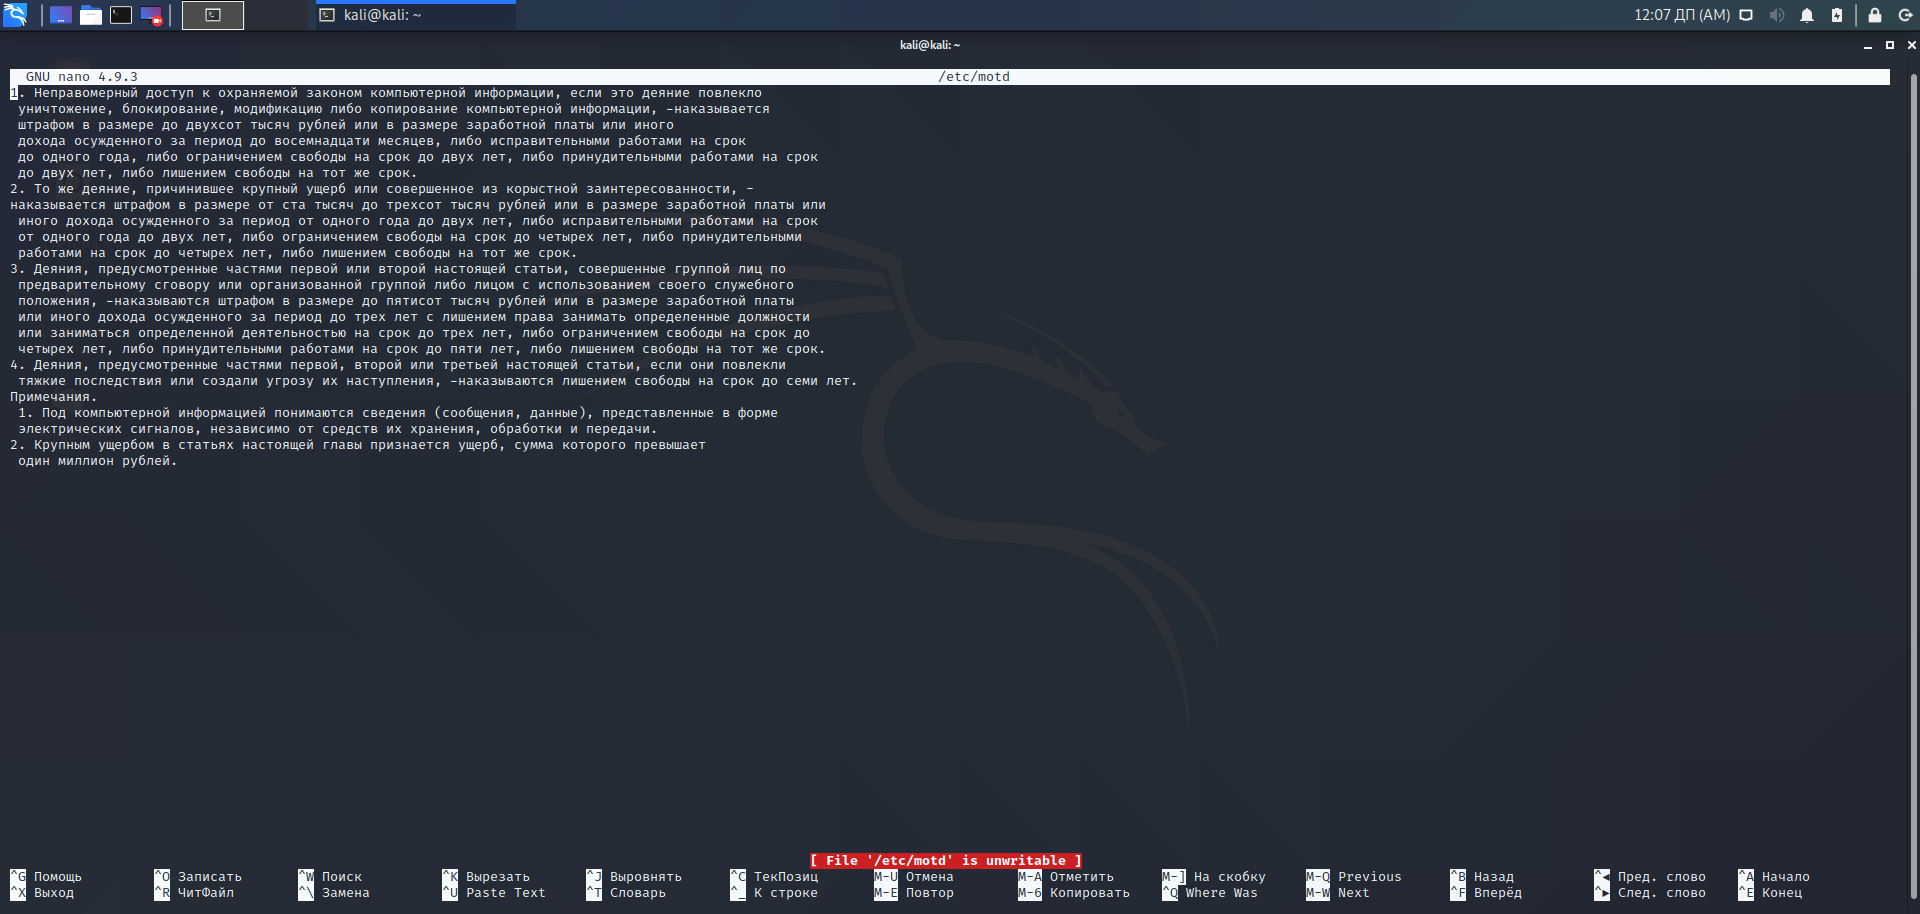 kali@kali: ~
12:07 ДП (AM)
kali@kali: ~
GNU nano 4.9.3 /etc/motd
1. Неправомерный доступ к охраняемой законом компьютерной информации, если это деяние повлекло
уничтожение, блокирование, модификацию либо копирование компьютерной информации, -наказывается
штрафом в размере до двухсот тысяч рублей или в размере заработной платы или иного
дохода осужденного за период до восемнадцати месяцев, либо исправительными работами на срок
до одного года, либо ограничением свободы на срок до двух лет, либо принудительными работами на срок
до двух лет, либо лишением свободы на тот же срок.
2. То же деяние, причинившее крупный ущерб или совершенное из корыстной заинтересованности, -
наказывается штрафом в размере от ста тысяч до трехсот тысяч рублей или в размере заработной платы или
иного дохода осужденного за период от одного года до двух лет, либо исправительными работами на срок
от одного года до двух лет, либо ограничением свободы на срок до четырех лет, либо принудительными
работами на срок до четырех лет, либо лишением свободы на тот же срок.
3. Деяния, предусмотренные частями первой или второй настоящей статьи, совершенные группой лиц по
предварительному сговору или организованной группой либо лицом с использованием своего служебного
положения, -наказываются штрафом в размере до пятисот тысяч рублей или в размере заработной платы
или иного дохода осужденного за период до трех лет с лишением права занимать определенные должности
или заниматься определенной деятельностью на срок до трех лет, либо ограничением свободы на срок до
четырех лет, либо принудительными работами на срок до пяти лет, либо лишением свободы на тот же срок.
4. Деяния, предусмотренные частями первой, второй или третьей настоящей статьи, если они повлекли
тяжкие последствия или создали угрозу их наступления, -наказываются лишением свободы на срок до семи лет.
Примечания.
1. Под компьютерной информацией понимаются сведения (сообщения, данные), представленные в форме
электрических сигналов, независимо от средств их хранения, обработки и передачи.
2. Крупным ущербом в статьях настоящей главы признается ущерб, сумма которого превышает
один миллион рублей.
[ File '/etc/motd' is unwritable ]
^G Помощь ^O Записать ^W Поиск ^K Вырезать ^J Выровнять ^C ТекПозиц M-U Отмена M-A Отметить M-] На скобку M-Q Previous ^B Назад ^◄ Пред. слово ^A Начало
^X Выход ^R ЧитФайл ^\ Замена ^U Paste Text ^T Словарь ^_ К строке M-E Повтор M-6 Копировать ^Q Where Was M-W Next ^F Вперёд ^► След. слово ^E Конец